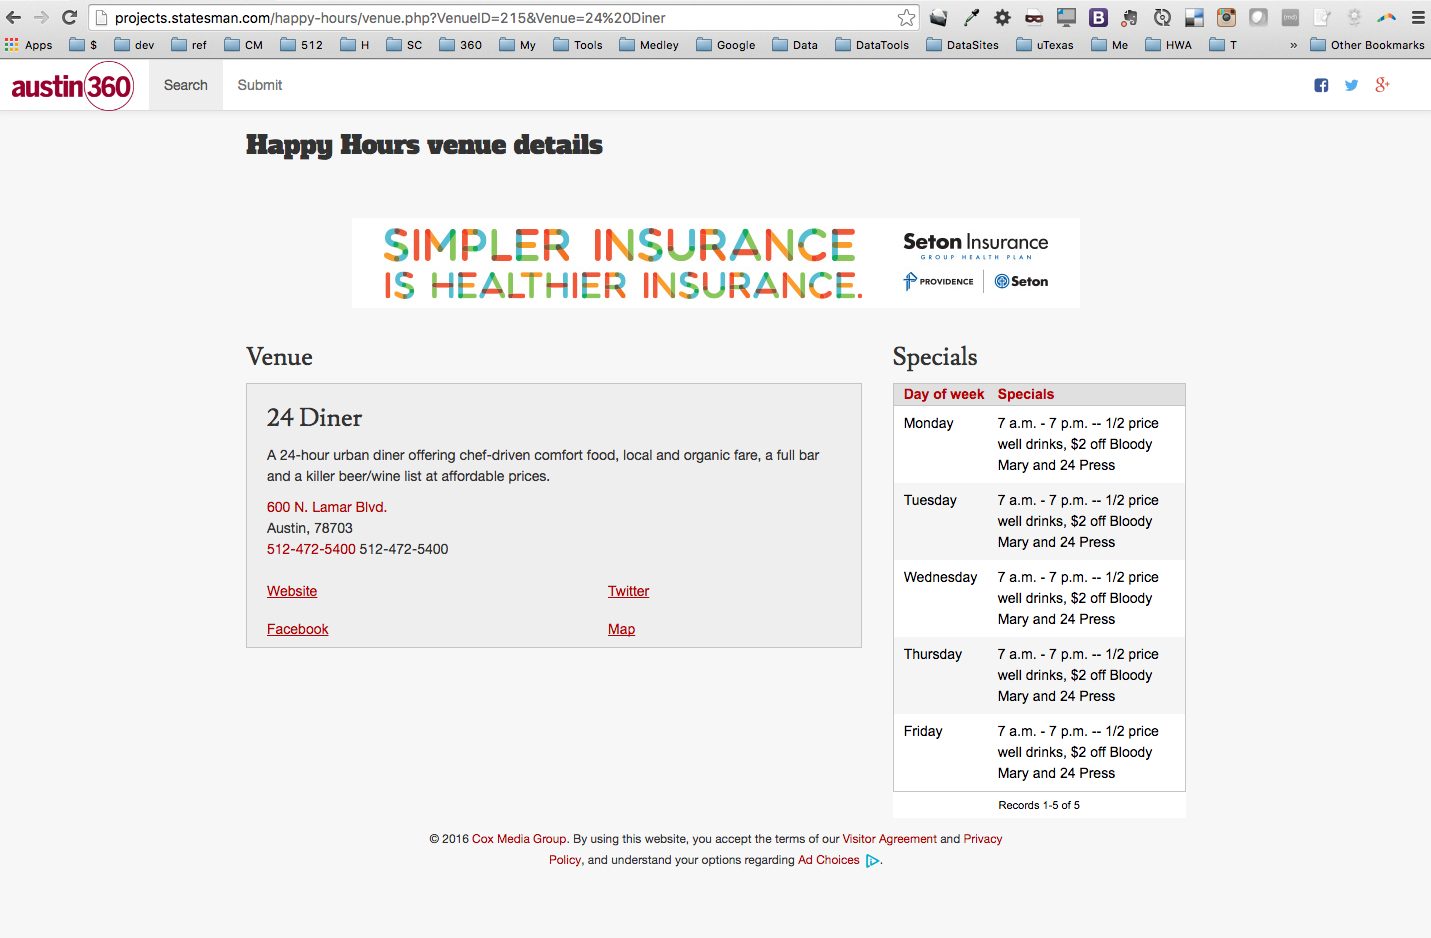 projects.statesman.com/happy-hours/venue.php?VenueID=215&Venue=24%20Diner
Apps $ dev ref CM 512 H SC 360 My Tools Medley Google Data DataTools DataSites uTexas Me HWA T » Other Bookmarks
austin360 Search Submit
Happy Hours venue details
SIMPLER INSURANCE
IS HEALTHIER INSURANCE.
Seton Insurance
GROUP HEALTH PLAN
PROVIDENCE Seton
Venue
24 Diner
A 24-hour urban diner offering chef-driven comfort food, local and organic fare, a full bar
and a killer beer/wine list at affordable prices.
600 N. Lamar Blvd.
Austin, 78703
512-472-5400 512-472-5400
Website Twitter
Facebook Map
Specials
Day of week Specials
Monday 7 a.m. - 7 p.m. -- 1/2 price
well drinks, $2 off Bloody
Mary and 24 Press
Tuesday 7 a.m. - 7 p.m. -- 1/2 price
well drinks, $2 off Bloody
Mary and 24 Press
Wednesday 7 a.m. - 7 p.m. -- 1/2 price
well drinks, $2 off Bloody
Mary and 24 Press
Thursday 7 a.m. - 7 p.m. -- 1/2 price
well drinks, $2 off Bloody
Mary and 24 Press
Friday 7 a.m. - 7 p.m. -- 1/2 price
well drinks, $2 off Bloody
Mary and 24 Press
Records 1-5 of 5
© 2016 Cox Media Group. By using this website, you accept the terms of our Visitor Agreement and Privacy
Policy, and understand your options regarding Ad Choices .